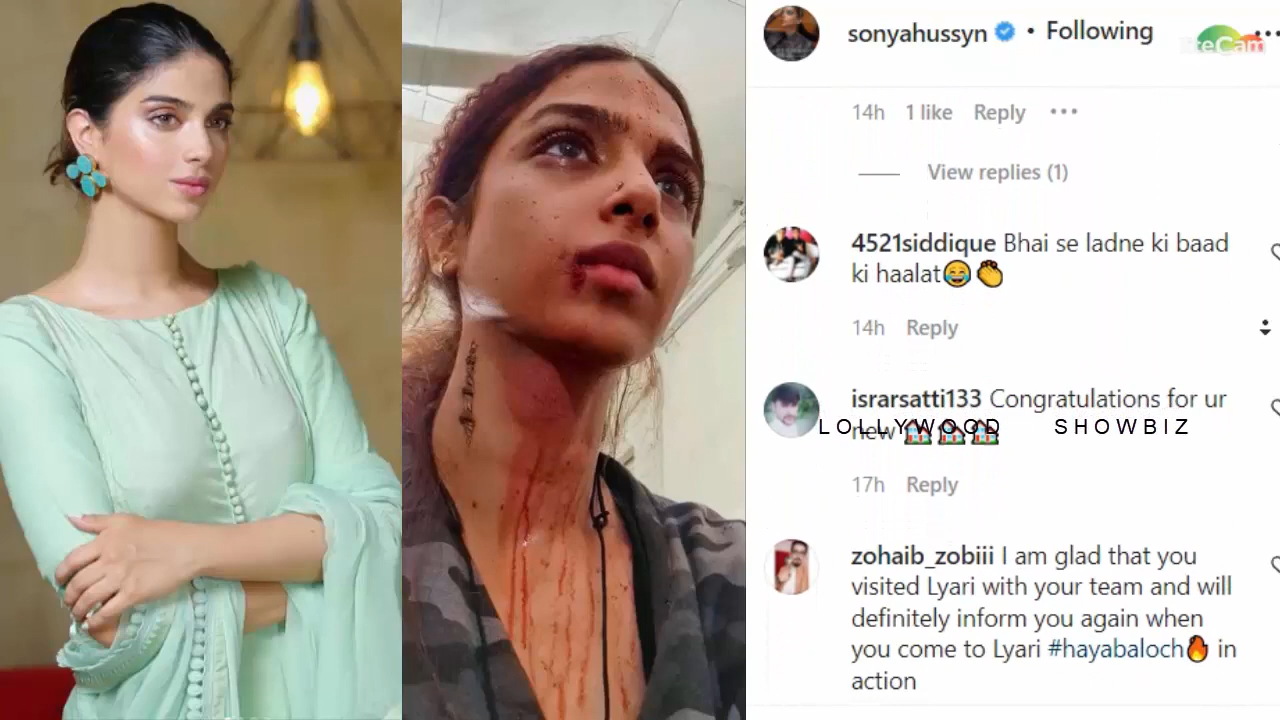 sonyahussyn • Following
14h 1 like Reply •••
View replies (1)
4521siddique Bhai se ladne ki baad
ki haalat😂👏
14h Reply
israrsatti133 Congratulations for ur
new 🏠🏠🏠
LOLLYWOOD SHOWBIZ
17h Reply
zohaib_zobiii I am glad that you
visited Lyari with your team and will
definitely inform you again when
you come to Lyari #hayabaloch🔥 in
action